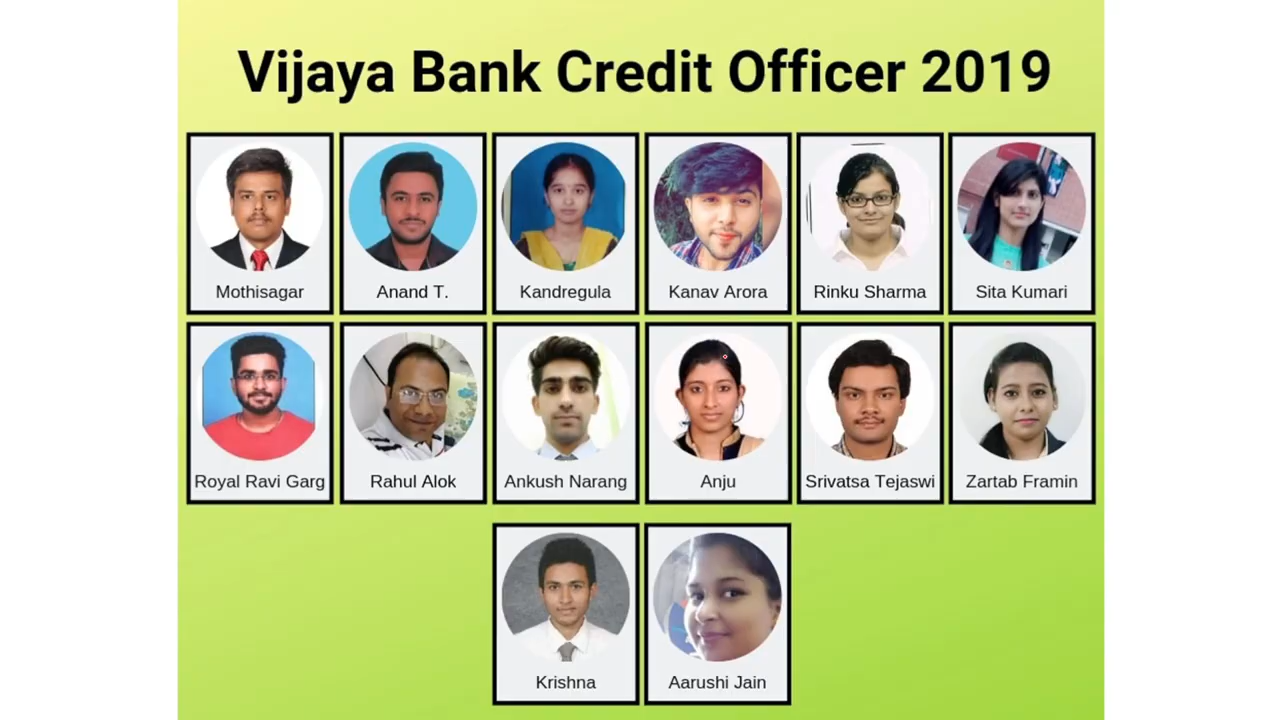 Vijaya Bank Credit Officer 2019
Mothisagar
Anand T.
Kandregula
Kanav Arora
Rinku Sharma
Sita Kumari
Royal Ravi Garg
Rahul Alok
Ankush Narang
Anju
Srivatsa Tejaswi
Zartab Framin
Krishna
Aarushi Jain